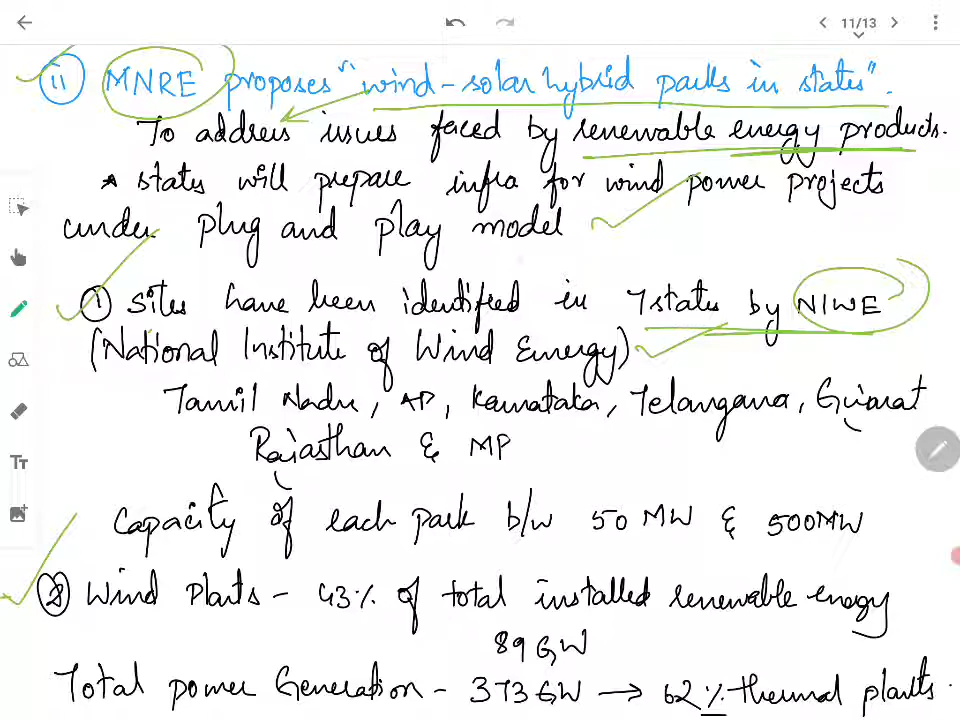 11/13
(11) MNRE proposes "wind-solar hybrid parks in states".
To address issues faced by renewable energy products.
* states will prepare infra for wind power projects
under plug and play model
(1) Sites have been identified in 7 states by NIWE
(National Institute of Wind Energy)
Tamil Nadu, AP, Karnataka, Telangana, Gujarat
Rajasthan & MP
Capacity of each park b/w 50 MW & 500MW
(2) Wind Plants - 43% of total installed renewable energy
89 GW
Total power Generation - 373 GW → 62% thermal plants.
Tт